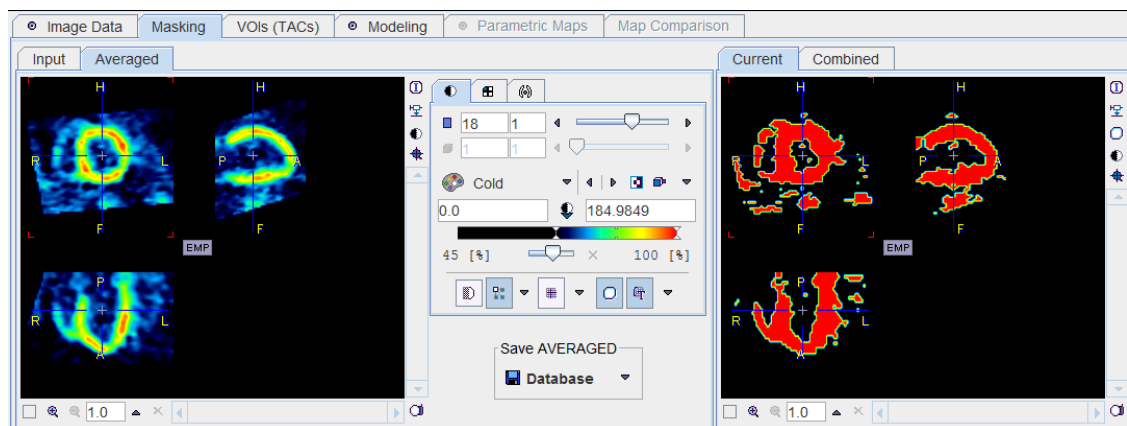 Image Data Masking VOIs (TACs) Modeling Parametric Maps Map Comparison
Input Averaged Current Combined
H H H H
18 1
R L P A R L P A
1 1
Cold
0.0 184.9849
F F F F
EMP EMP
45 [%] 100 [%]
P P
R L R L
A A
Save AVERAGED
Database
1.0 1.0